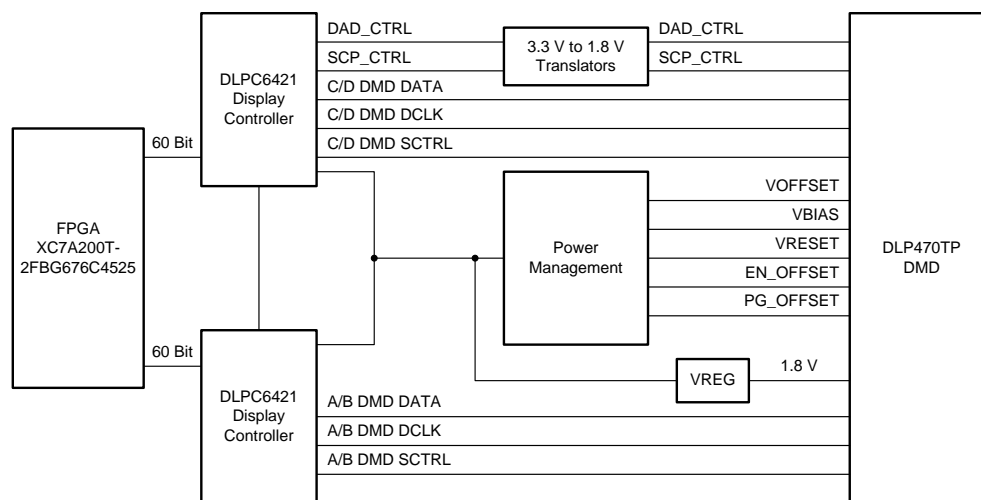 DAD_CTRL
SCP_CTRL
C/D DMD DATA
C/D DMD DCLK
C/D DMD SCTRL
DLPC6421
Display
Controller
3.3 V to 1.8 V
Translators
DAD_CTRL
SCP_CTRL
60 Bit
FPGA
XC7A200T-
2FBG676C4525
Power
Management
VOFFSET
VBIAS
VRESET
EN_OFFSET
PG_OFFSET
DLP470TP
DMD
60 Bit
VREG
1.8 V
DLPC6421
Display
Controller
A/B DMD DATA
A/B DMD DCLK
A/B DMD SCTRL